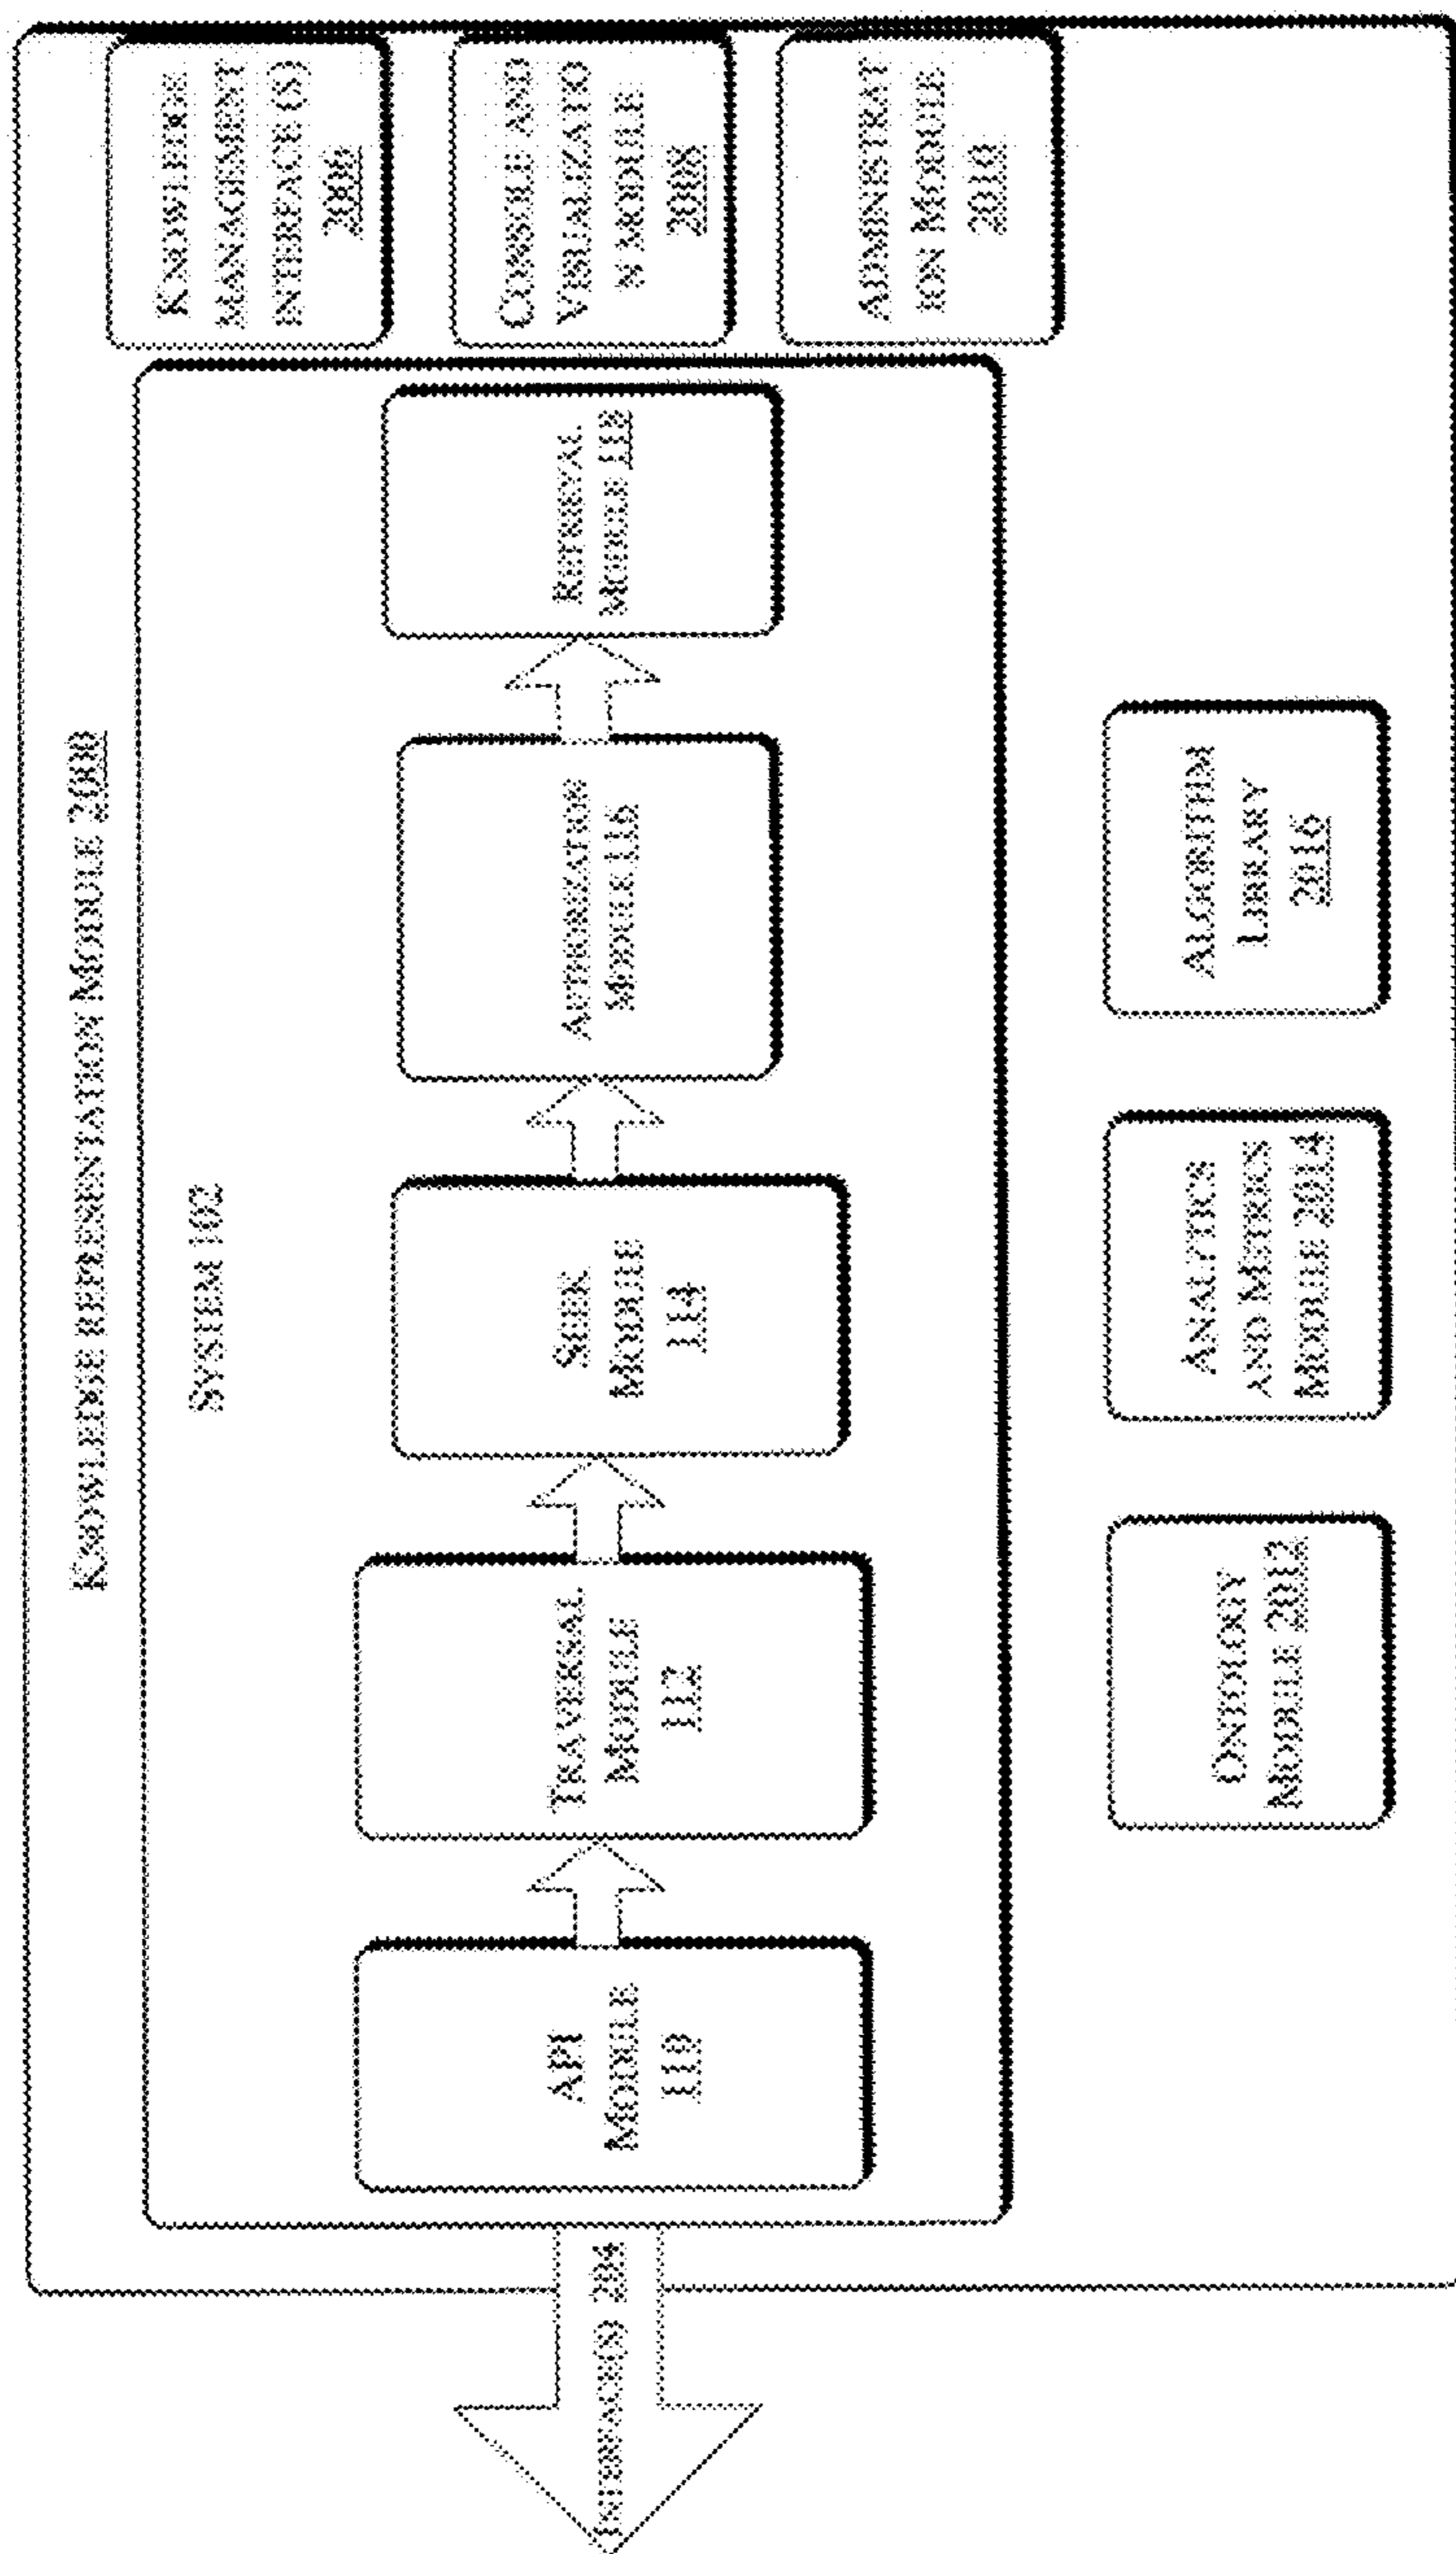 KNOWLEDGE REPRESENTATION MODULE 2000
SYSTEM 102
INTERFACE(S) 204
API
MODULE
110
TRAVERSAL
MODULE
112
SEEK
MODULE
114
AUTHORIZATION
MODULE 116
RETRIEVAL
MODULE 118
KNOWLEDGE
MANAGEMENT
INTERFACE (S)
2006
CONSOLE AND
VISUALIZATIO
N MODULE
2008
ADMINISTRAT
ION MODULE
2010
ONTOLOGY
MODULE 2012
ANALYTICS
AND METRICS
MODULE 2014
ALGORITHM
LIBRARY
2016